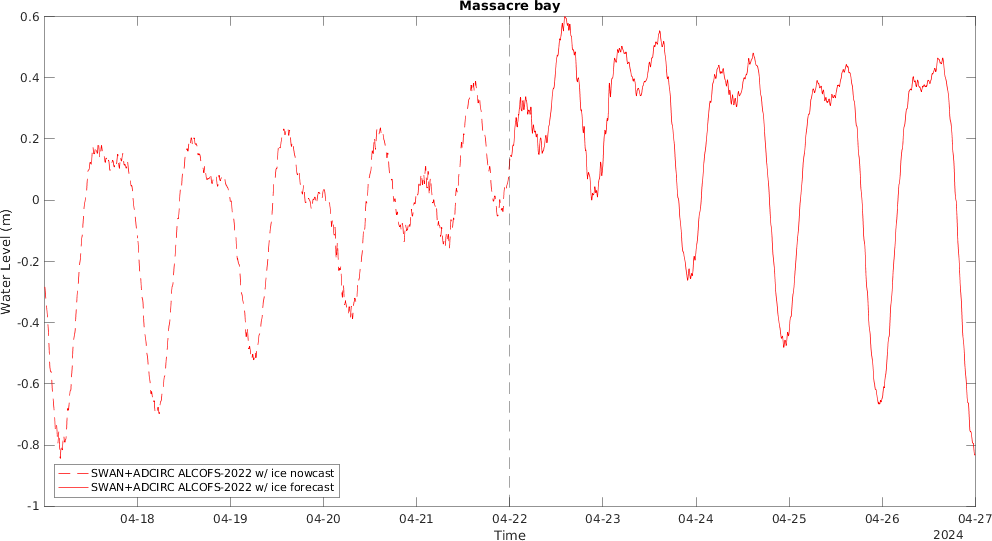 Massacre bay
0.6
0.4
0.2
0
-0.2
-0.4
-0.6
-0.8
-1
Water Level (m)
SWAN+ADCIRC ALCOFS-2022 w/ ice nowcast
SWAN+ADCIRC ALCOFS-2022 w/ ice forecast
04-18 04-19 04-20 04-21 04-22 04-23 04-24 04-25 04-26 04-27
Time
2024